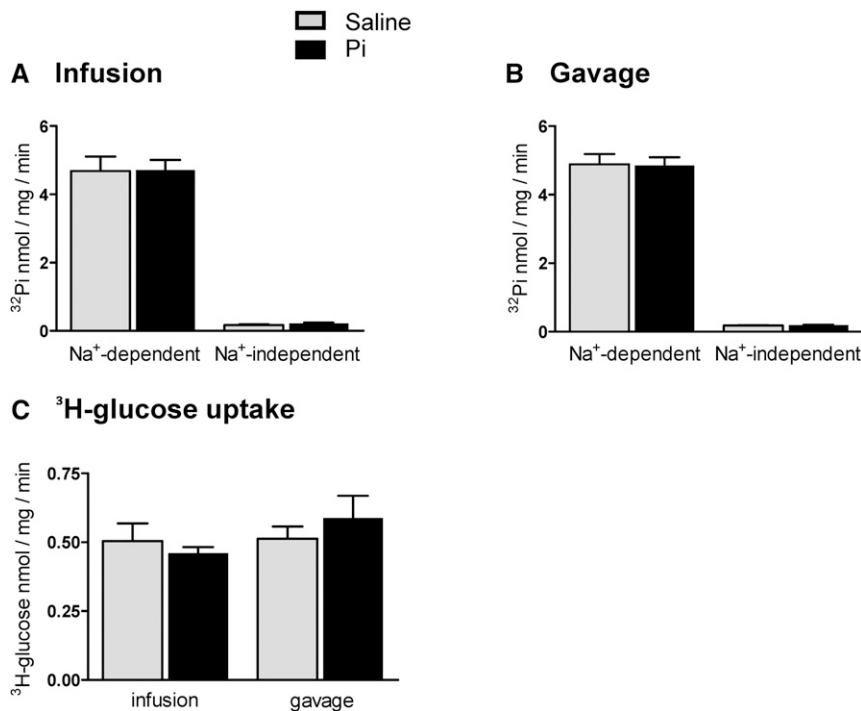 Saline
Pi
A Infusion
6
4
2
0
³²Pi nmol / mg / min
Na⁺-dependent Na⁺-independent
B Gavage
6
4
2
0
³²Pi nmol / mg / min
Na⁺-dependent Na⁺-independent
C ³H-glucose uptake
0.75
0.50
0.25
0.00
³H-glucose nmol / mg / min
infusion gavage